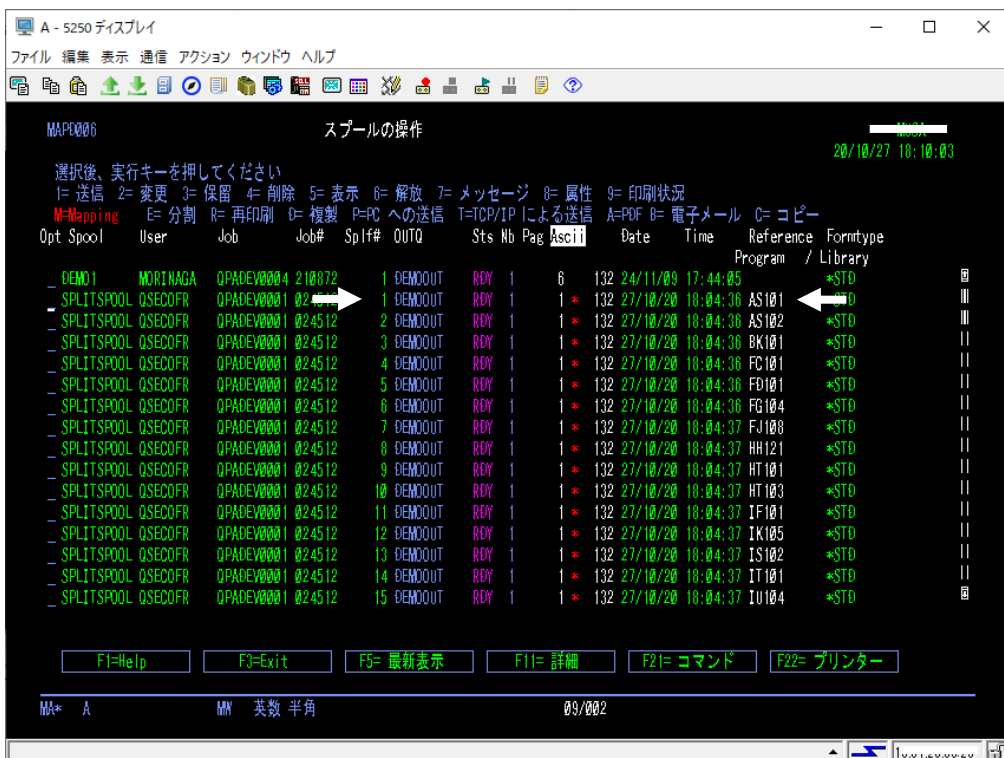 A - 5250 ディスプレイ
ファイル 編集 表示 通信 アクション ウィンドウ ヘルプ
MAPD006 スプールの操作
20/10/27 18:10:03
選択後、実行キーを押してください
1= 送信 2= 変更 3= 保留 4= 削除 5= 表示 6= 解放 7= メッセージ 8= 属性 9= 印刷状況
M=Mapping E= 分割 R= 再印刷 D= 複製 P=PC への送信 T=TCP/IP による送信 A=PDF B= 電子メール C= コピー
Opt Spool User Job Job# Splf# OUTQ Sts Nb Pag Ascii Date Time Reference Formtype
Program / Library
_ DEMO1 MORINAGA QPADEV0004 210872 1 DEMOOUT RDY 1 6 132 24/11/09 17:44:05 *STD
_ SPLITSPOOL QSECOFR QPADEV0001 1 DEMOOUT RDY 1 1 * 132 27/10/20 18:04:36 AS101
_ SPLITSPOOL QSECOFR QPADEV0001 024512 2 DEMOOUT RDY 1 1 * 132 27/10/20 18:04:36 AS102 *STD
_ SPLITSPOOL QSECOFR QPADEV0001 024512 3 DEMOOUT RDY 1 1 * 132 27/10/20 18:04:36 BK101 *STD
_ SPLITSPOOL QSECOFR QPADEV0001 024512 4 DEMOOUT RDY 1 1 * 132 27/10/20 18:04:36 FC101 *STD
_ SPLITSPOOL QSECOFR QPADEV0001 024512 5 DEMOOUT RDY 1 1 * 132 27/10/20 18:04:36 FD101 *STD
_ SPLITSPOOL QSECOFR QPADEV0001 024512 6 DEMOOUT RDY 1 1 * 132 27/10/20 18:04:36 FG104 *STD
_ SPLITSPOOL QSECOFR QPADEV0001 024512 7 DEMOOUT RDY 1 1 * 132 27/10/20 18:04:37 FJ108 *STD
_ SPLITSPOOL QSECOFR QPADEV0001 024512 8 DEMOOUT RDY 1 1 * 132 27/10/20 18:04:37 HH121 *STD
_ SPLITSPOOL QSECOFR QPADEV0001 024512 9 DEMOOUT RDY 1 1 * 132 27/10/20 18:04:37 HT101 *STD
_ SPLITSPOOL QSECOFR QPADEV0001 024512 10 DEMOOUT RDY 1 1 * 132 27/10/20 18:04:37 HT103 *STD
_ SPLITSPOOL QSECOFR QPADEV0001 024512 11 DEMOOUT RDY 1 1 * 132 27/10/20 18:04:37 IF101 *STD
_ SPLITSPOOL QSECOFR QPADEV0001 024512 12 DEMOOUT RDY 1 1 * 132 27/10/20 18:04:37 IK105 *STD
_ SPLITSPOOL QSECOFR QPADEV0001 024512 13 DEMOOUT RDY 1 1 * 132 27/10/20 18:04:37 IS102 *STD
_ SPLITSPOOL QSECOFR QPADEV0001 024512 14 DEMOOUT RDY 1 1 * 132 27/10/20 18:04:37 IT101 *STD
_ SPLITSPOOL QSECOFR QPADEV0001 024512 15 DEMOOUT RDY 1 1 * 132 27/10/20 18:04:37 IU104 *STD
F1=Help F3=Exit F5= 最新表示 F11= 詳細 F21= コマンド F22= プリンター
MA* A MW 英数 半角 09/002